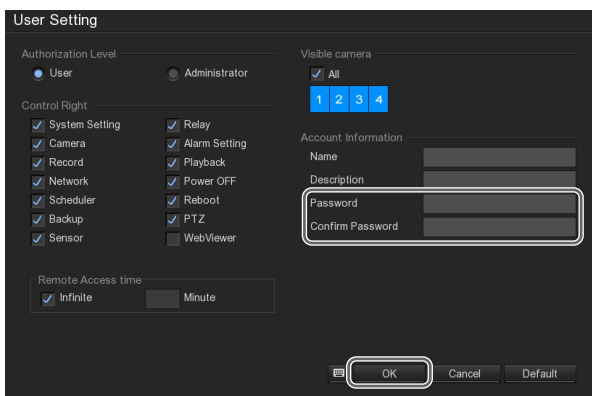 User Setting
Authorization Level
User
Administrator
Control Right
System Setting
Relay
Camera
Alarm Setting
Record
Playback
Network
Power OFF
Scheduler
Reboot
Backup
PTZ
Sensor
WebViewer
Remote Access time
Infinite
Minute
Visible camera
All
1 2 3 4
Account Information
Name
Description
Password
Confirm Password
OK
Cancel
Default